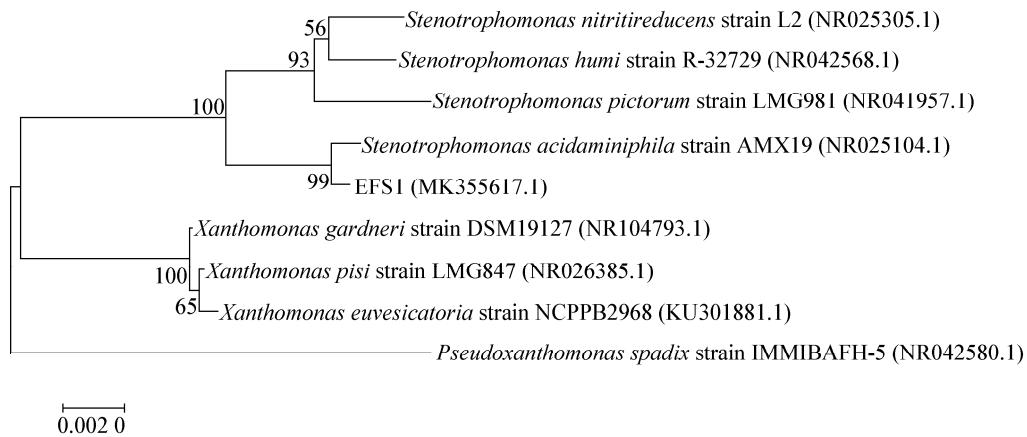 56
Stenotrophomonas nitritireducens strain L2 (NR025305.1)
93
Stenotrophomonas humi strain R-32729 (NR042568.1)
Stenotrophomonas pictorum strain LMG981 (NR041957.1)
100
Stenotrophomonas acidaminiphila strain AMX19 (NR025104.1)
99
EFS1 (MK355617.1)
Xanthomonas gardneri strain DSM19127 (NR104793.1)
100
Xanthomonas pisi strain LMG847 (NR026385.1)
65
Xanthomonas euvesicatoria strain NCPPB2968 (KU301881.1)
Pseudoxanthomonas spadix strain IMMIBAFH-5 (NR042580.1)
0.002 0